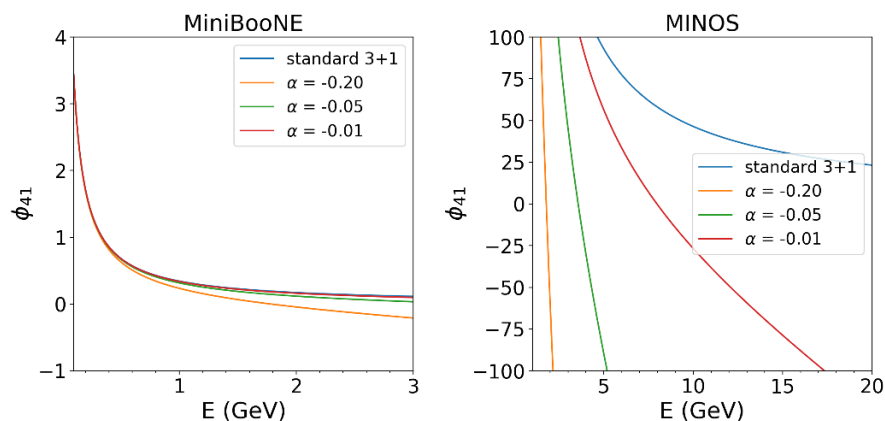 MiniBooNE
4
3
2
1
0
−1
ϕ41
1
2
3
E (GeV)
standard 3+1
α = -0.20
α = -0.05
α = -0.01
MINOS
100
75
50
25
0
−25
−50
−75
−100
ϕ41
5
10
15
20
E (GeV)
standard 3+1
α = -0.20
α = -0.05
α = -0.01